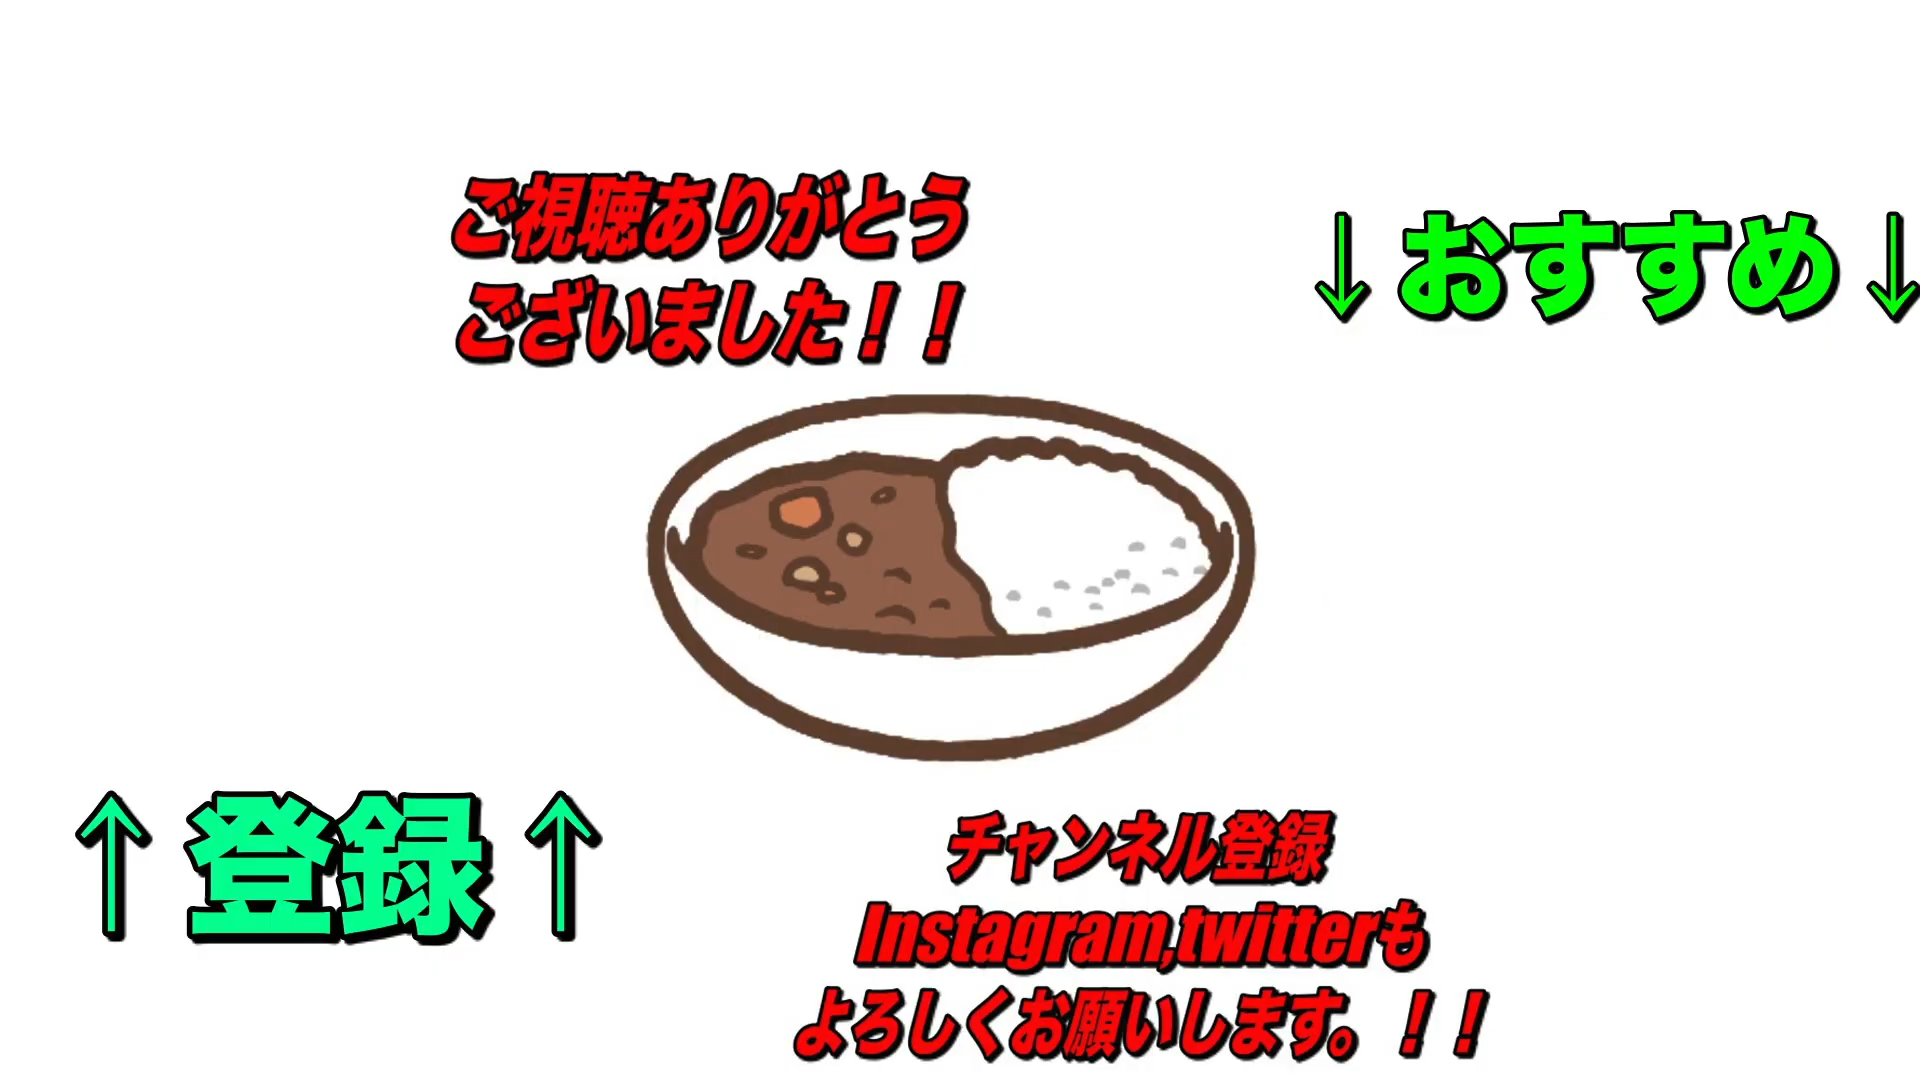 ご視聴ありがとう
ございました！！
↓おすすめ↓
↑登録↑
チャンネル登録
Instagram,twitterも
よろしくお願いします。！！